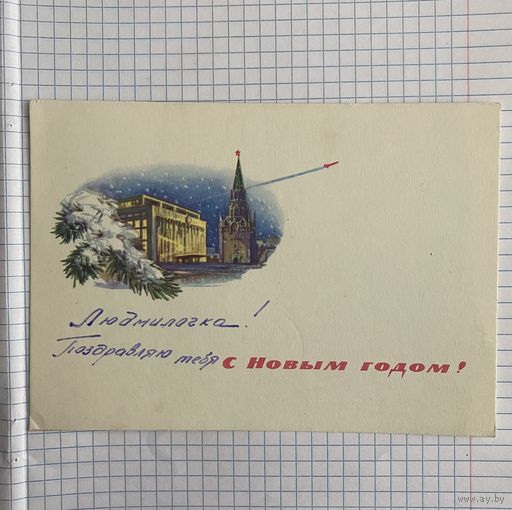 Людмилочка!
Поздравляю тебя С Новым годом!
www.ay.by